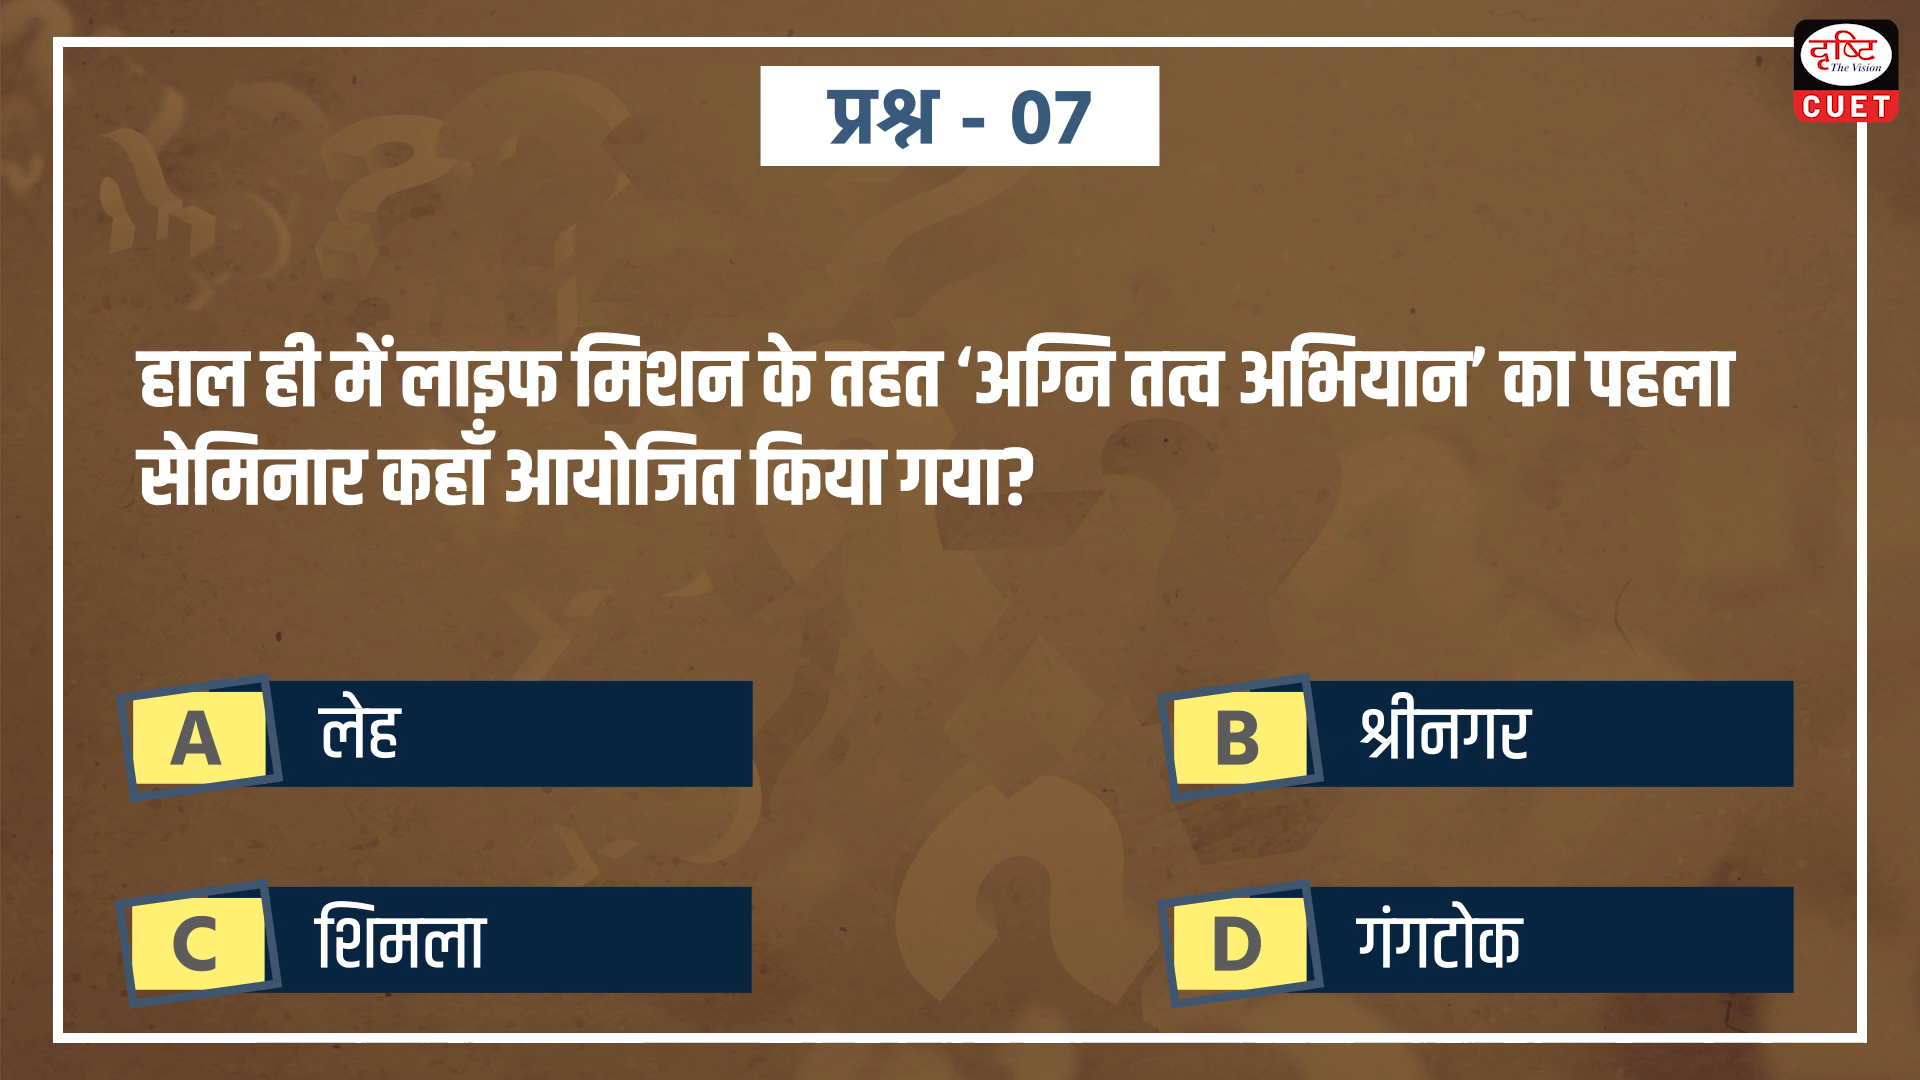 दृष्टि
The Vision
CUET
प्रश्न - 07
हाल ही में लाइफ मिशन के तहत ‘अग्नि तत्व अभियान’ का पहला
सेमिनार कहाँ आयोजित किया गया?
A लेह
B श्रीनगर
C शिमला
D गंगटोक